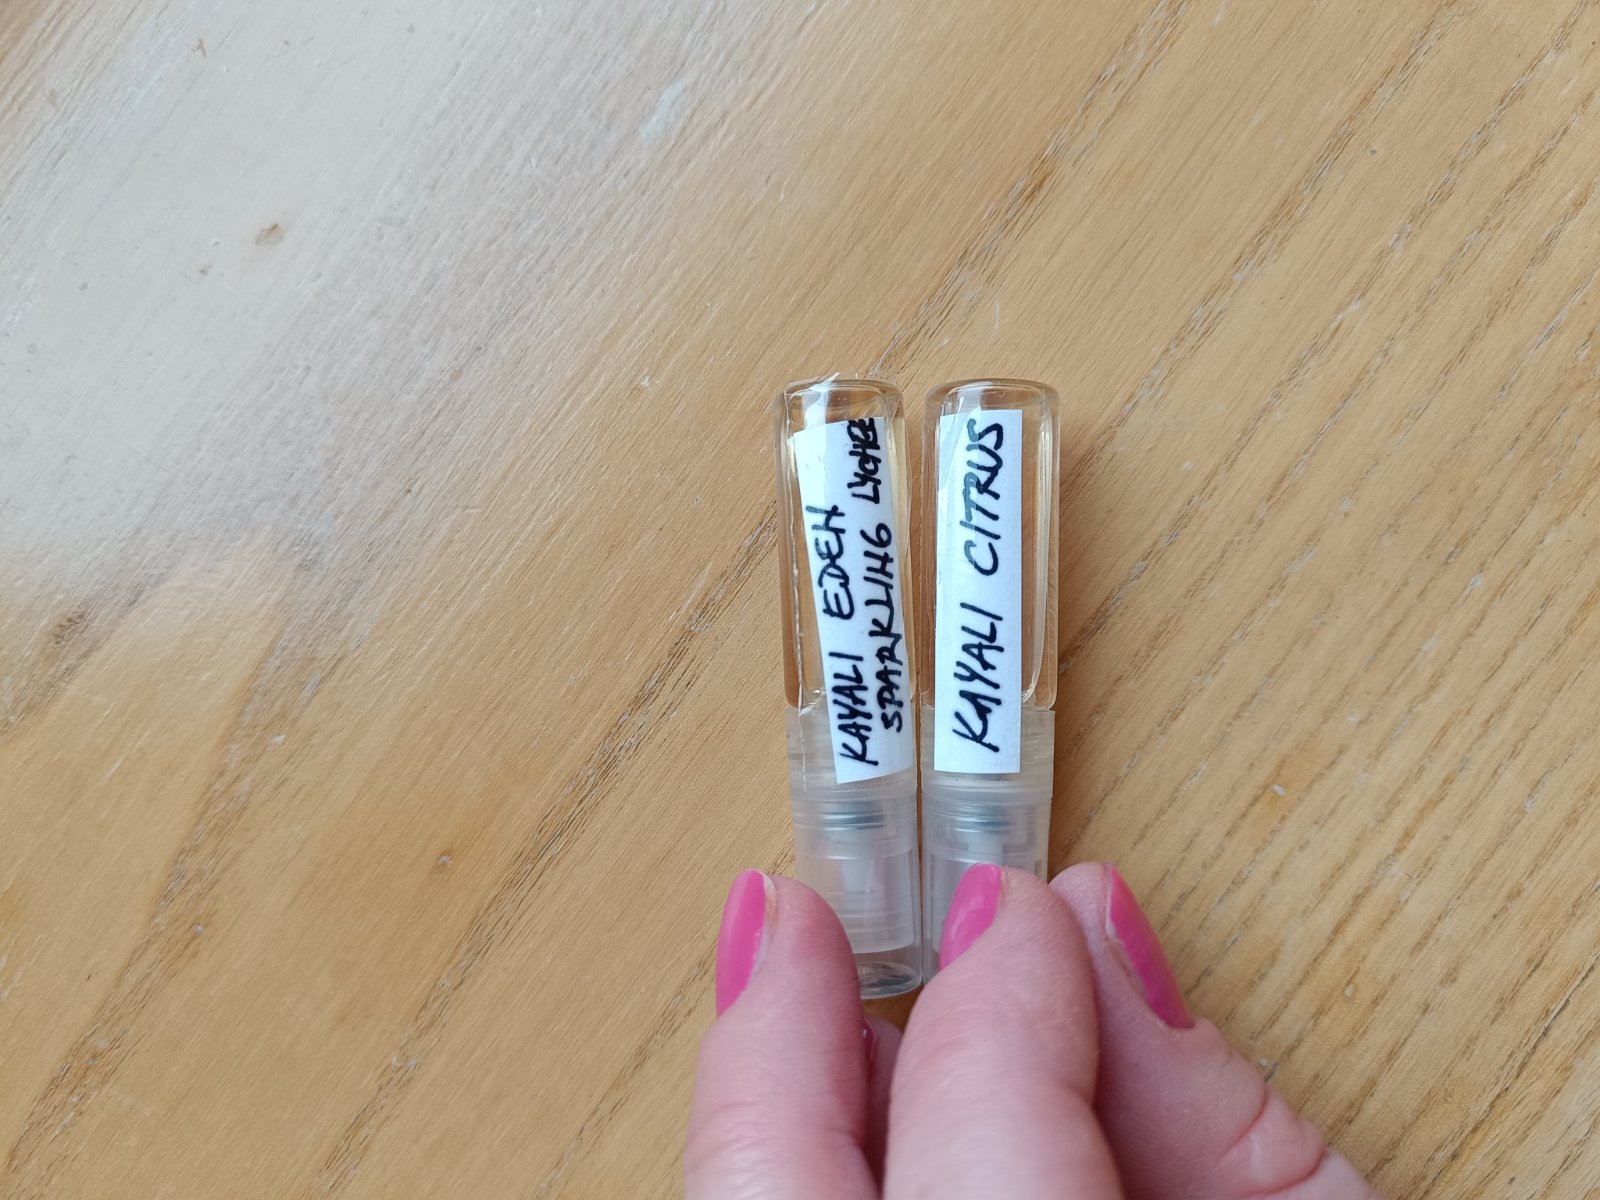 KAYALI EDEN
SPARKLING LYCHEE
KAYALI CITRUS